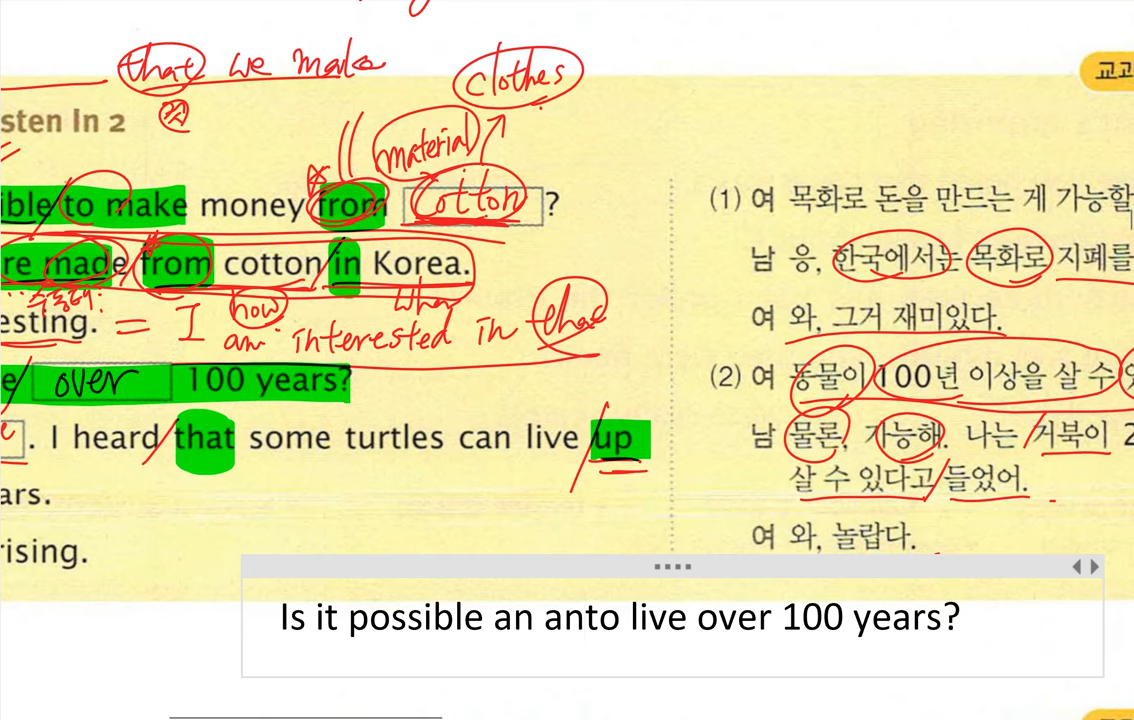 that we make
clothes
교고
sten In 2
material
ible to make money from cotton ?
(1) 여 목화로 돈을 만드는 게 가능할
re made from cotton in Korea.
남 응, 한국에서는 목화로 지폐를
수동태
how
when
esting. = I am interested in that
여 와, 그거 재미있다.
e over 100 years?
(2) 여 동물이 100년 이상을 살 수 있
e . I heard that some turtles can live up
남 물론, 가능해. 나는 거북이 2
ars.
살 수 있다고 들었어.
rising.
여 와, 놀랍다.
Is it possible an anto live over 100 years?